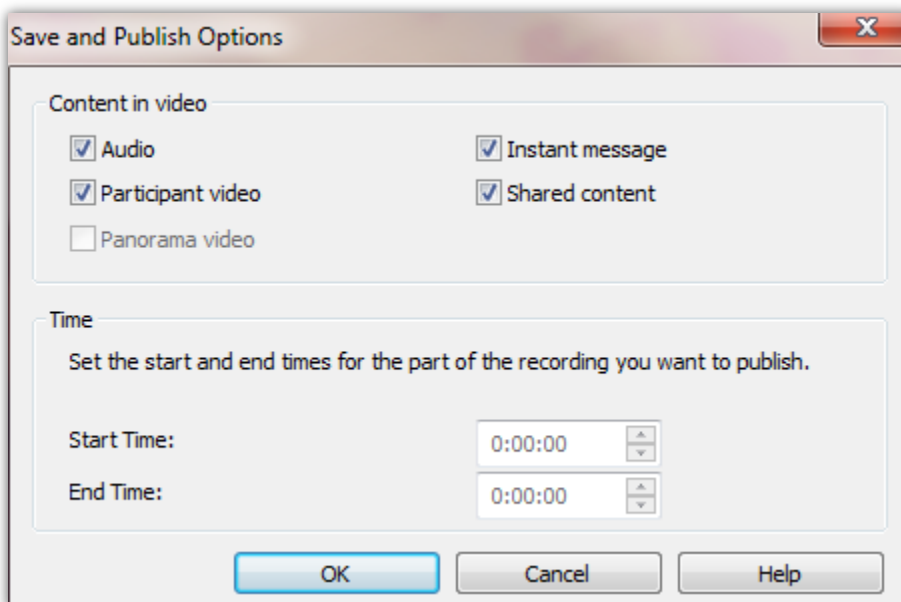 Save and Publish Options
Content in video
Audio
Instant message
Participant video
Shared content
Panorama video
Time
Set the start and end times for the part of the recording you want to publish.
Start Time:
0:00:00
End Time:
0:00:00
OK
Cancel
Help